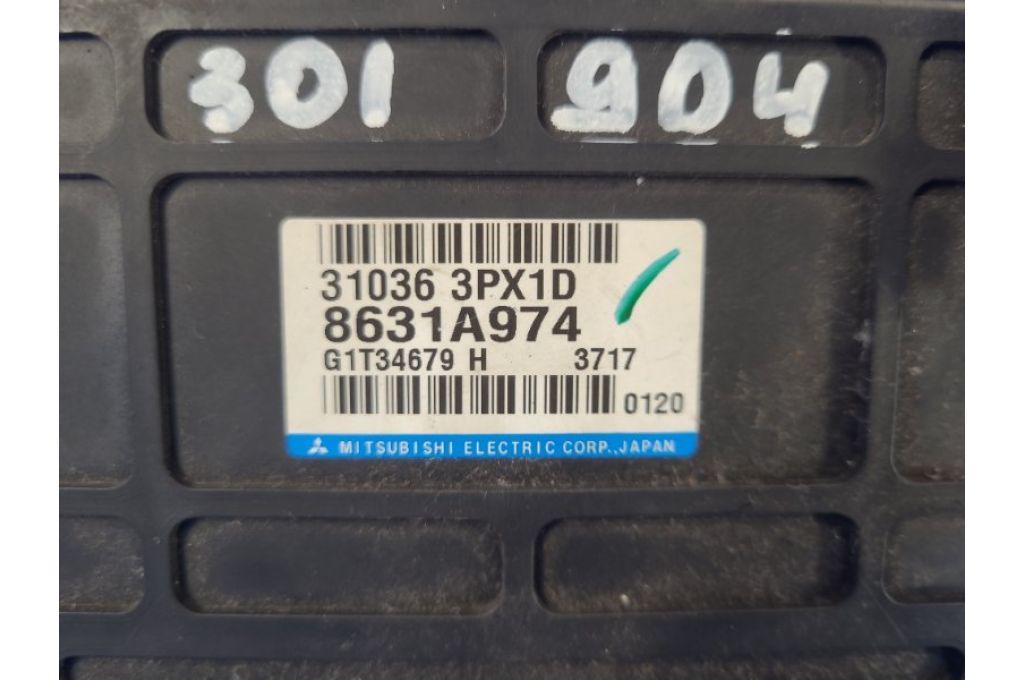 301 904
31036 3PX1D
8631A974
G1T34679 H 3717
0120
MITSUBISHI ELECTRIC CORP.,JAPAN